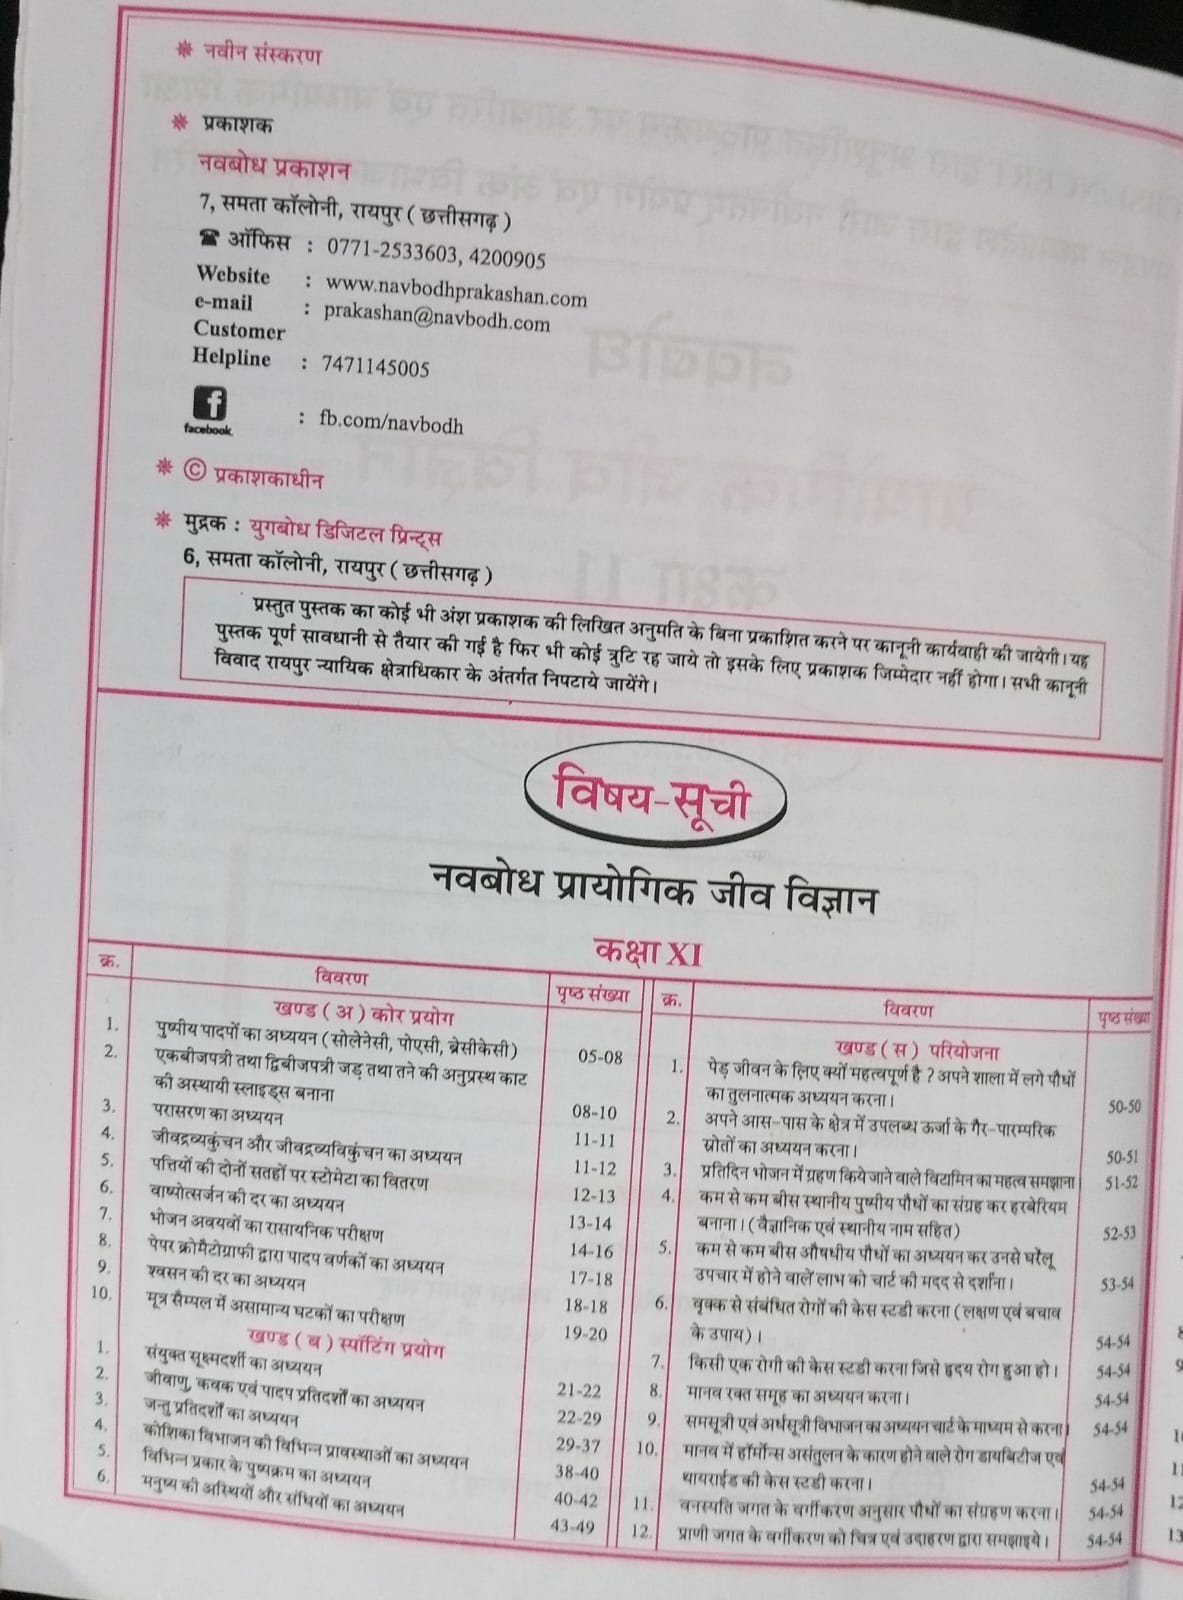 नवीन संस्करण
प्रकाशक
नवबोध प्रकाशन
7, समता कॉलोनी, रायपुर ( छत्तीसगढ़ )
ऑफिस : 0771-2533603, 4200905
Website : www.navbodhprakashan.com
e-mail : prakashan@navbodh.com
Customer
Helpline : 7471145005
facebook : fb.com/navbodh
© प्रकाशकाधीन
मुद्रक : युगबोध डिजिटल प्रिन्ट्स
6, समता कॉलोनी, रायपुर ( छत्तीसगढ़ )
प्रस्तुत पुस्तक का कोई भी अंश प्रकाशक की लिखित अनुमति के बिना प्रकाशित करने पर कानूनी कार्यवाही की जायेगी। यह
पुस्तक पूर्ण सावधानी से तैयार की गई है फिर भी कोई त्रुटि रह जाये तो इसके लिए प्रकाशक जिम्मेदार नहीं होगा। सभी कानूनी
विवाद रायपुर न्यायिक क्षेत्राधिकार के अंतर्गत निपटाये जायेंगे।
विषय-सूची
नवबोध प्रायोगिक जीव विज्ञान
कक्षा XI
क्र. विवरण पृष्ठ संख्या
खण्ड ( अ ) कोर प्रयोग
1. पुष्पीय पादपों का अध्ययन ( सोलेनेसी, पोएसी, ब्रेसीकेसी ) 05-08
2. एकबीजपत्री तथा द्विबीजपत्री जड़ तथा तने की अनुप्रस्थ काट
की अस्थायी स्लाइड्स बनाना 08-10
3. परासरण का अध्ययन 11-11
4. जीवद्रव्यकुंचन और जीवद्रव्यविकुंचन का अध्ययन 11-12
5. पत्तियों की दोनों सतहों पर स्टोमेटा का वितरण 12-13
6. वाष्पोत्सर्जन की दर का अध्ययन 13-14
7. भोजन अवयवों का रासायनिक परीक्षण 14-16
8. पेपर क्रोमैटोग्राफी द्वारा पादप वर्णकों का अध्ययन 17-18
9. श्वसन की दर का अध्ययन 18-18
10. मूत्र सैम्पल में असामान्य घटकों का परीक्षण 19-20
खण्ड ( ब ) स्पॉटिंग प्रयोग
1. संयुक्त सूक्ष्मदर्शी का अध्ययन 21-22
2. जीवाणु, कवक एवं पादप प्रतिदर्शों का अध्ययन 22-29
3. जन्तु प्रतिदर्शों का अध्ययन 29-37
4. कोशिका विभाजन की विभिन्न प्रावस्थाओं का अध्ययन 38-40
5. विभिन्न प्रकार के पुष्पक्रम का अध्ययन 40-42
6. मनुष्य की अस्थियों और संधियों का अध्ययन 43-49
क्र. विवरण पृष्ठ संख्या
खण्ड ( स ) परियोजना
1. पेड़ जीवन के लिए क्यों महत्वपूर्ण है ? अपने शाला में लगे पौधों
का तुलनात्मक अध्ययन करना। 50-50
2. अपने आस-पास के क्षेत्र में उपलब्ध ऊर्जा के गैर-पारम्परिक
स्रोतों का अध्ययन करना। 50-51
3. प्रतिदिन भोजन में ग्रहण किये जाने वाले विटामिन का महत्व समझाना 51-52
4. कम से कम बीस स्थानीय पुष्पीय पौधों का संग्रह कर हरबेरियम
बनाना। ( वैज्ञानिक एवं स्थानीय नाम सहित ) 52-53
5. कम से कम बीस औषधीय पौधों का अध्ययन कर उनसे घरेलू
उपचार में होने वाले लाभ को चार्ट की मदद से दर्शाना। 53-54
6. वृक्क से संबंधित रोगों की केस स्टडी करना ( लक्षण एवं बचाव
के उपाय )। 54-54
7. किसी एक रोगी की केस स्टडी करना जिसे हृदय रोग हुआ हो। 54-54
8. मानव रक्त समूह का अध्ययन करना। 54-54
9. समसूत्री एवं अर्धसूत्री विभाजन का अध्ययन चार्ट के माध्यम से करना। 54-54
10. मानव में हॉर्मोन्स असंतुलन के कारण होने वाले रोग डायबिटीज एवं
थायराईड की केस स्टडी करना। 54-54
11. वनस्पति जगत के वर्गीकरण अनुसार पौधों का संग्रहण करना। 54-54
12. प्राणी जगत के वर्गीकरण को चित्र एवं उदाहरण द्वारा समझाइये। 54-54